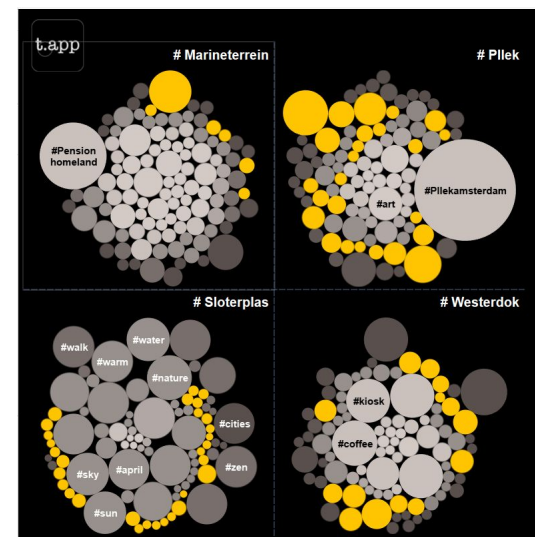 t.app
# Marineterrein
# Pllek
#Pension
homeland
#Pllekamsterdam
#art
# Sloterplas
# Westerdok
#water
#walk
#warm
#nature
#cities
#sky
#april
#zen
#sun
#kiosk
#coffee